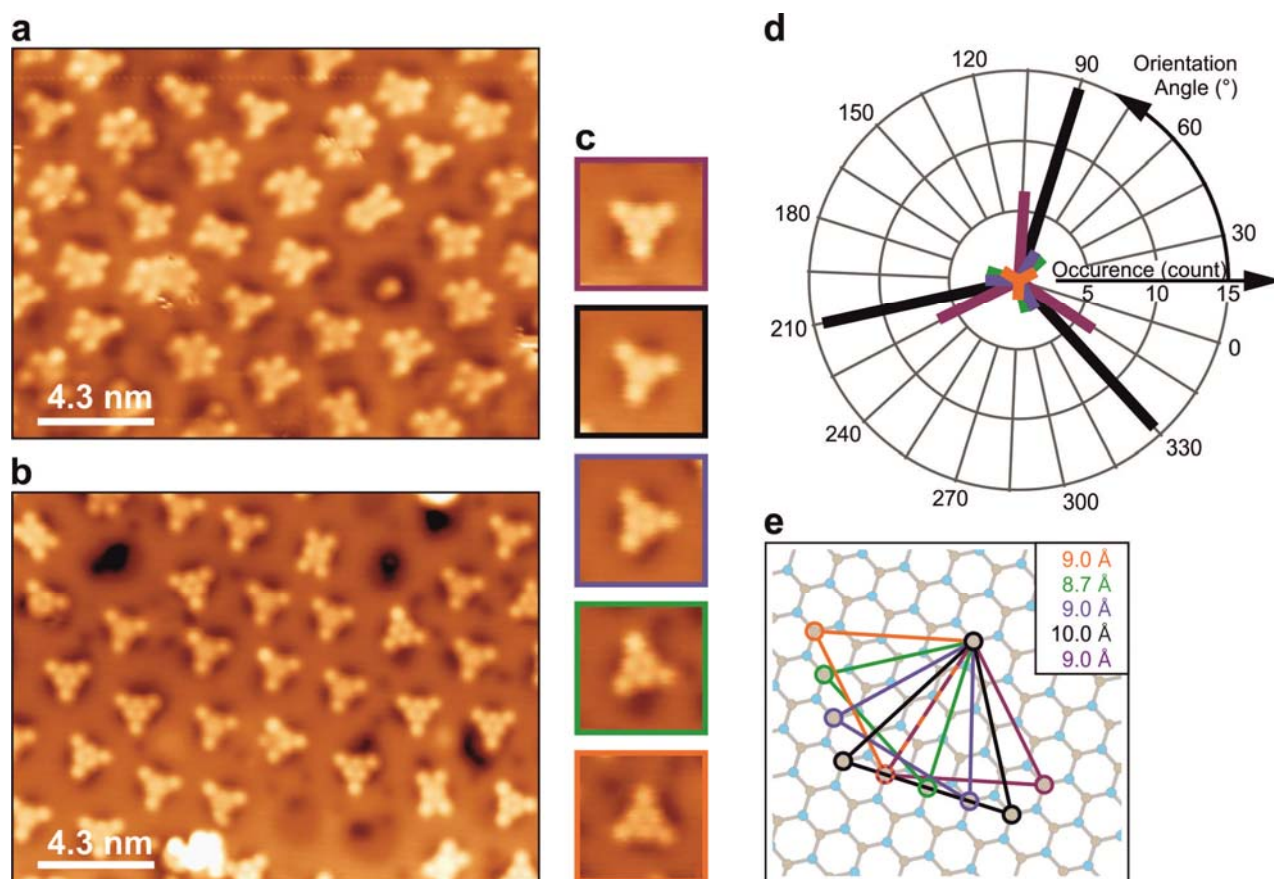 a
4.3 nm
b
4.3 nm
c
d
120
90
Orientation
Angle (°)
60
150
180
30
Occurence (count)
5
10
15
210
0
240
330
270
300
e
9.0 Å
8.7 Å
9.0 Å
10.0 Å
9.0 Å